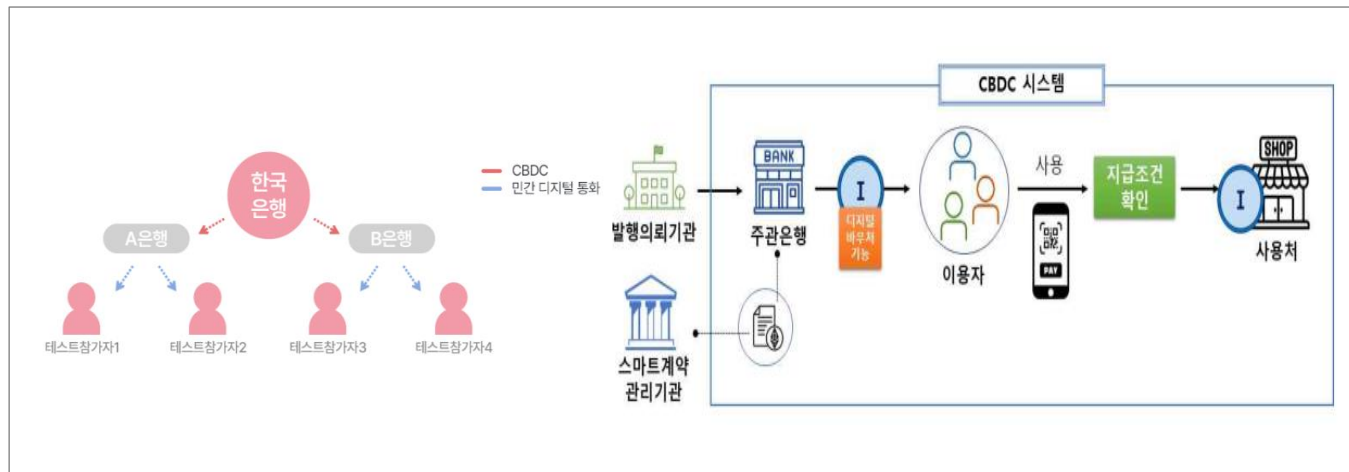 한국
은행
CBDC
민간 디지털 통화
A은행
B은행
테스트참가자1
테스트참가자2
테스트참가자3
테스트참가자4
CBDC 시스템
발행의뢰기관
BANK
주관은행
I
디지털
바우처
기능
이용자
사용
PAY
지급조건
확인
SHOP
I
사용처
스마트계약
관리기관